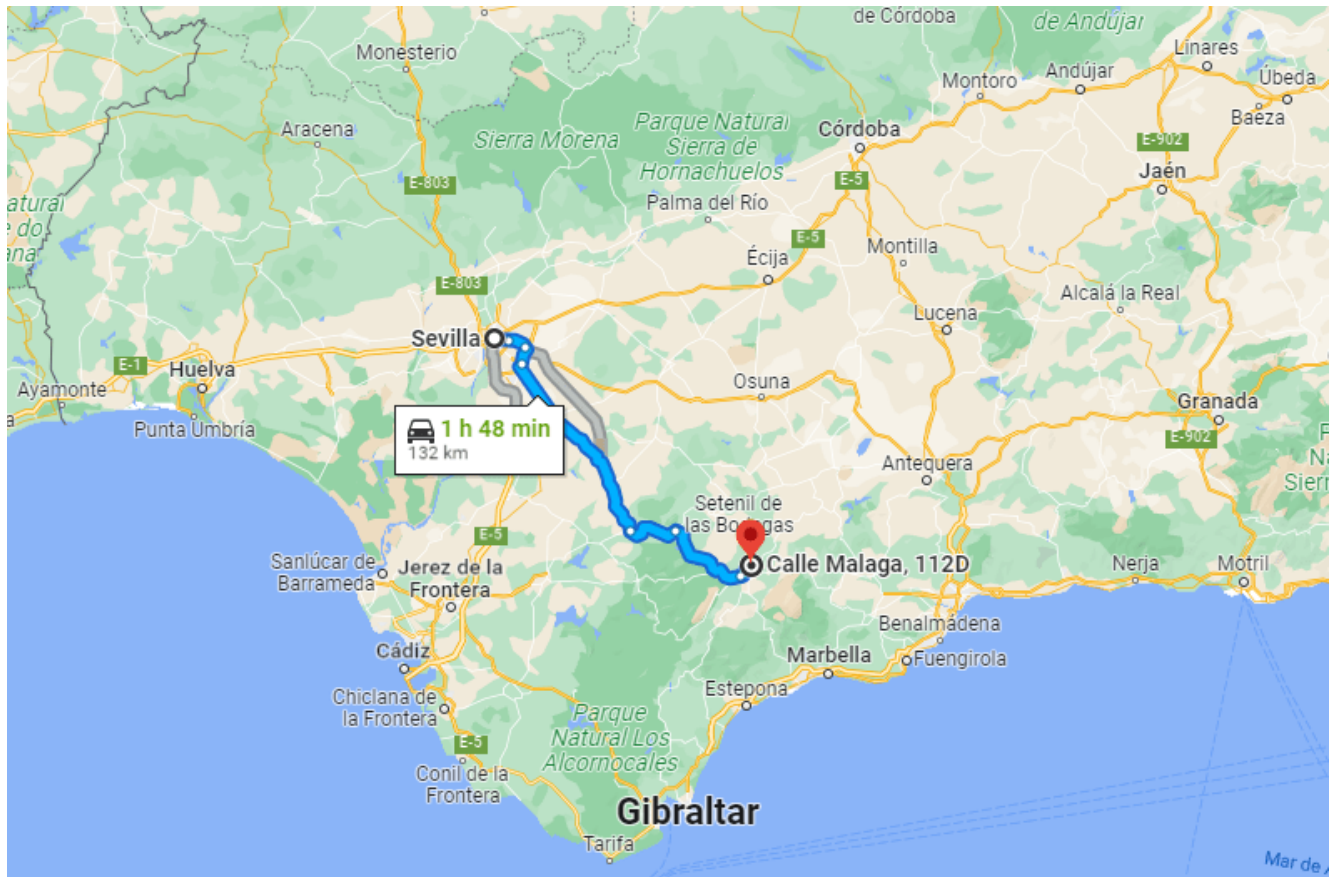 de Córdoba
de Andújar
Linares
Monesterio
Andújar
Úbeda
Montoro
Baeza
Aracena
Parque Natural
Sierra de
Hornachuelos
Córdoba
Sierra Morena
E-902
E-803
E-5
Jaén
atural
e do
ana
Palma del Río
E-5
Montilla
Écija
E-803
Alcalá la Real
Lucena
Sevilla
E-1
Huelva
Osuna
Ayamonte
Granada
Punta Umbría
1 h 48 min
132 km
E-902
Antequera
Sierr
Setenil de
las Bodegas
E-5
Sanlúcar de
Barrameda
Jerez de la
Frontera
Calle Malaga, 112D
Nerja
Motril
Benalmádena
Cádiz
Marbella
Fuengirola
Chiclana de
la Frontera
Estepona
Parque
Natural Los
Alcornocales
E-5
Conil de la
Frontera
Gibraltar
Tarifa
Mar de